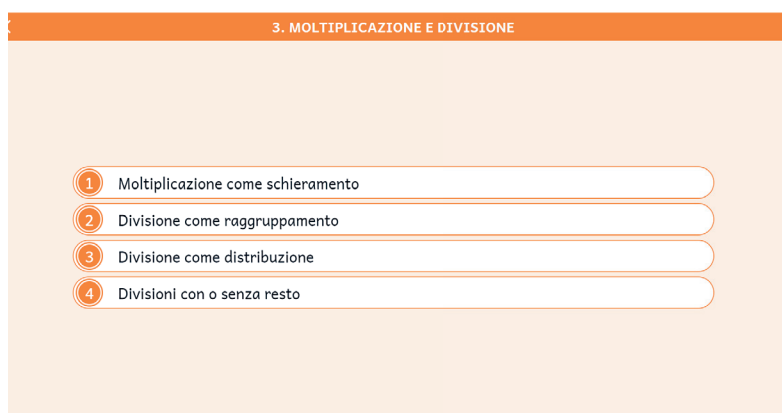 3. MOLTIPLICAZIONE E DIVISIONE
1 Moltiplicazione come schieramento
2 Divisione come raggruppamento
3 Divisione come distribuzione
4 Divisioni con o senza resto